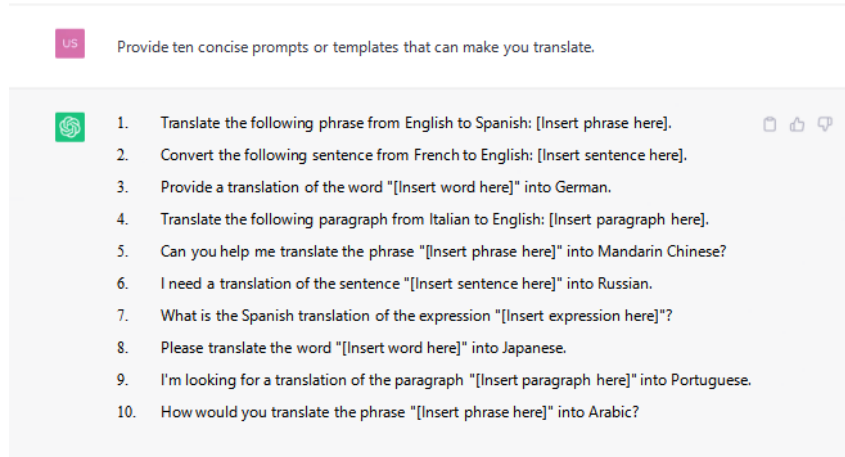 US
Provide ten concise prompts or templates that can make you translate.
1. Translate the following phrase from English to Spanish: [Insert phrase here].
2. Convert the following sentence from French to English: [Insert sentence here].
3. Provide a translation of the word "[Insert word here]" into German.
4. Translate the following paragraph from Italian to English: [Insert paragraph here].
5. Can you help me translate the phrase "[Insert phrase here]" into Mandarin Chinese?
6. I need a translation of the sentence "[Insert sentence here]" into Russian.
7. What is the Spanish translation of the expression "[Insert expression here]"?
8. Please translate the word "[Insert word here]" into Japanese.
9. I'm looking for a translation of the paragraph "[Insert paragraph here]" into Portuguese.
10. How would you translate the phrase "[Insert phrase here]" into Arabic?